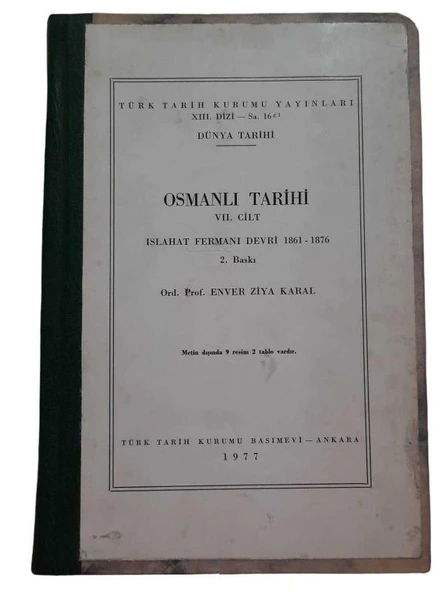 TÜRK TARİH KURUMU YAYINLARI
XIII. DİZİ — Sa. 16
DÜNYA TARİHİ
OSMANLI TARİHİ
VII. CİLT
ISLAHAT FERMANI DEVRİ 1861 - 1876
2. Baskı
Ord. Prof. ENVER ZİYA KARAL
Metin dışında 9 resim 2 tablo vardır.
TÜRK TARİH KURUMU BASIMEVİ — ANKARA
1977